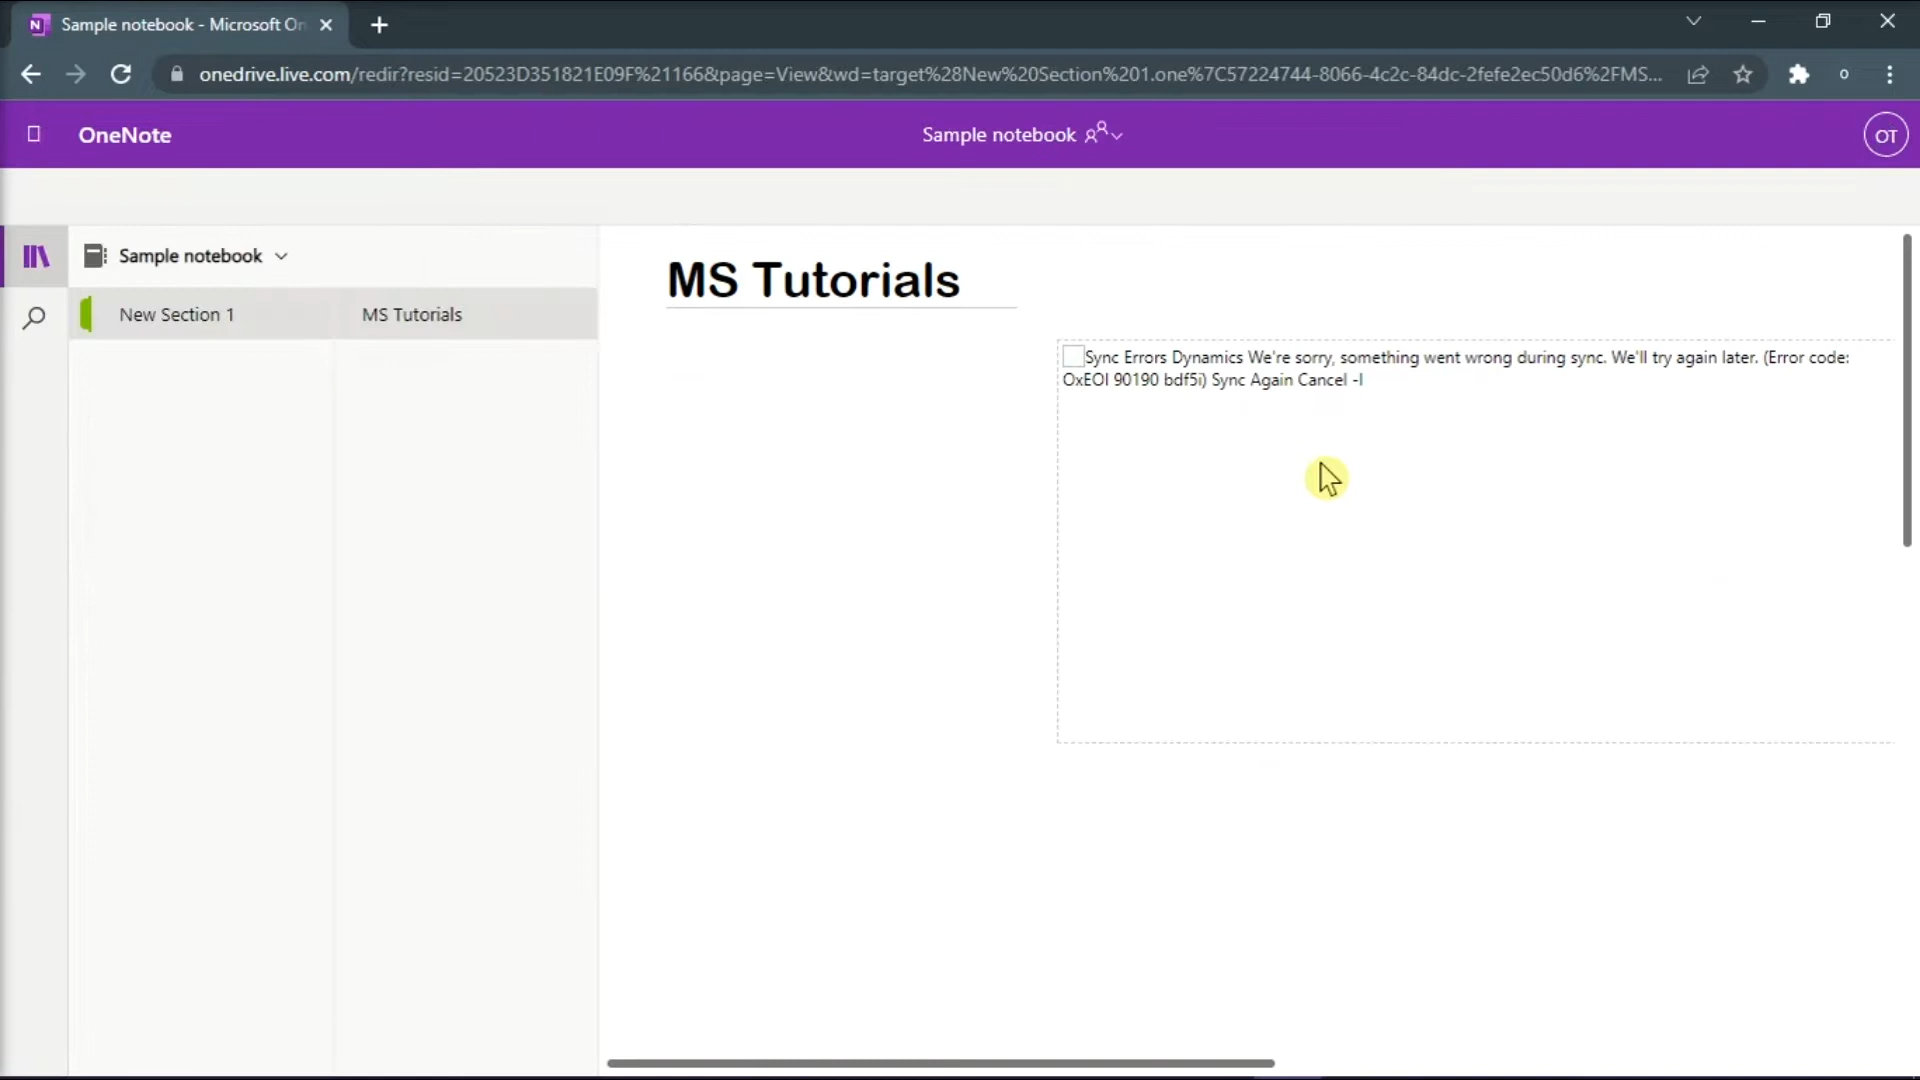 Sample notebook - Microsoft On
onedrive.live.com/redir?resid=20523D351821E09F%21166&page=View&wd=target%28New%20Section%201.one%7C57224744-8066-4c2c-84dc-2fefe2ec50d6%2FMS...
OneNote
Sample notebook
OT
Sample notebook
New Section 1
MS Tutorials
MS Tutorials
Sync Errors Dynamics We're sorry, something went wrong during sync. We'll try again later. (Error code:
OxEOI 90190 bdf5i) Sync Again Cancel -I